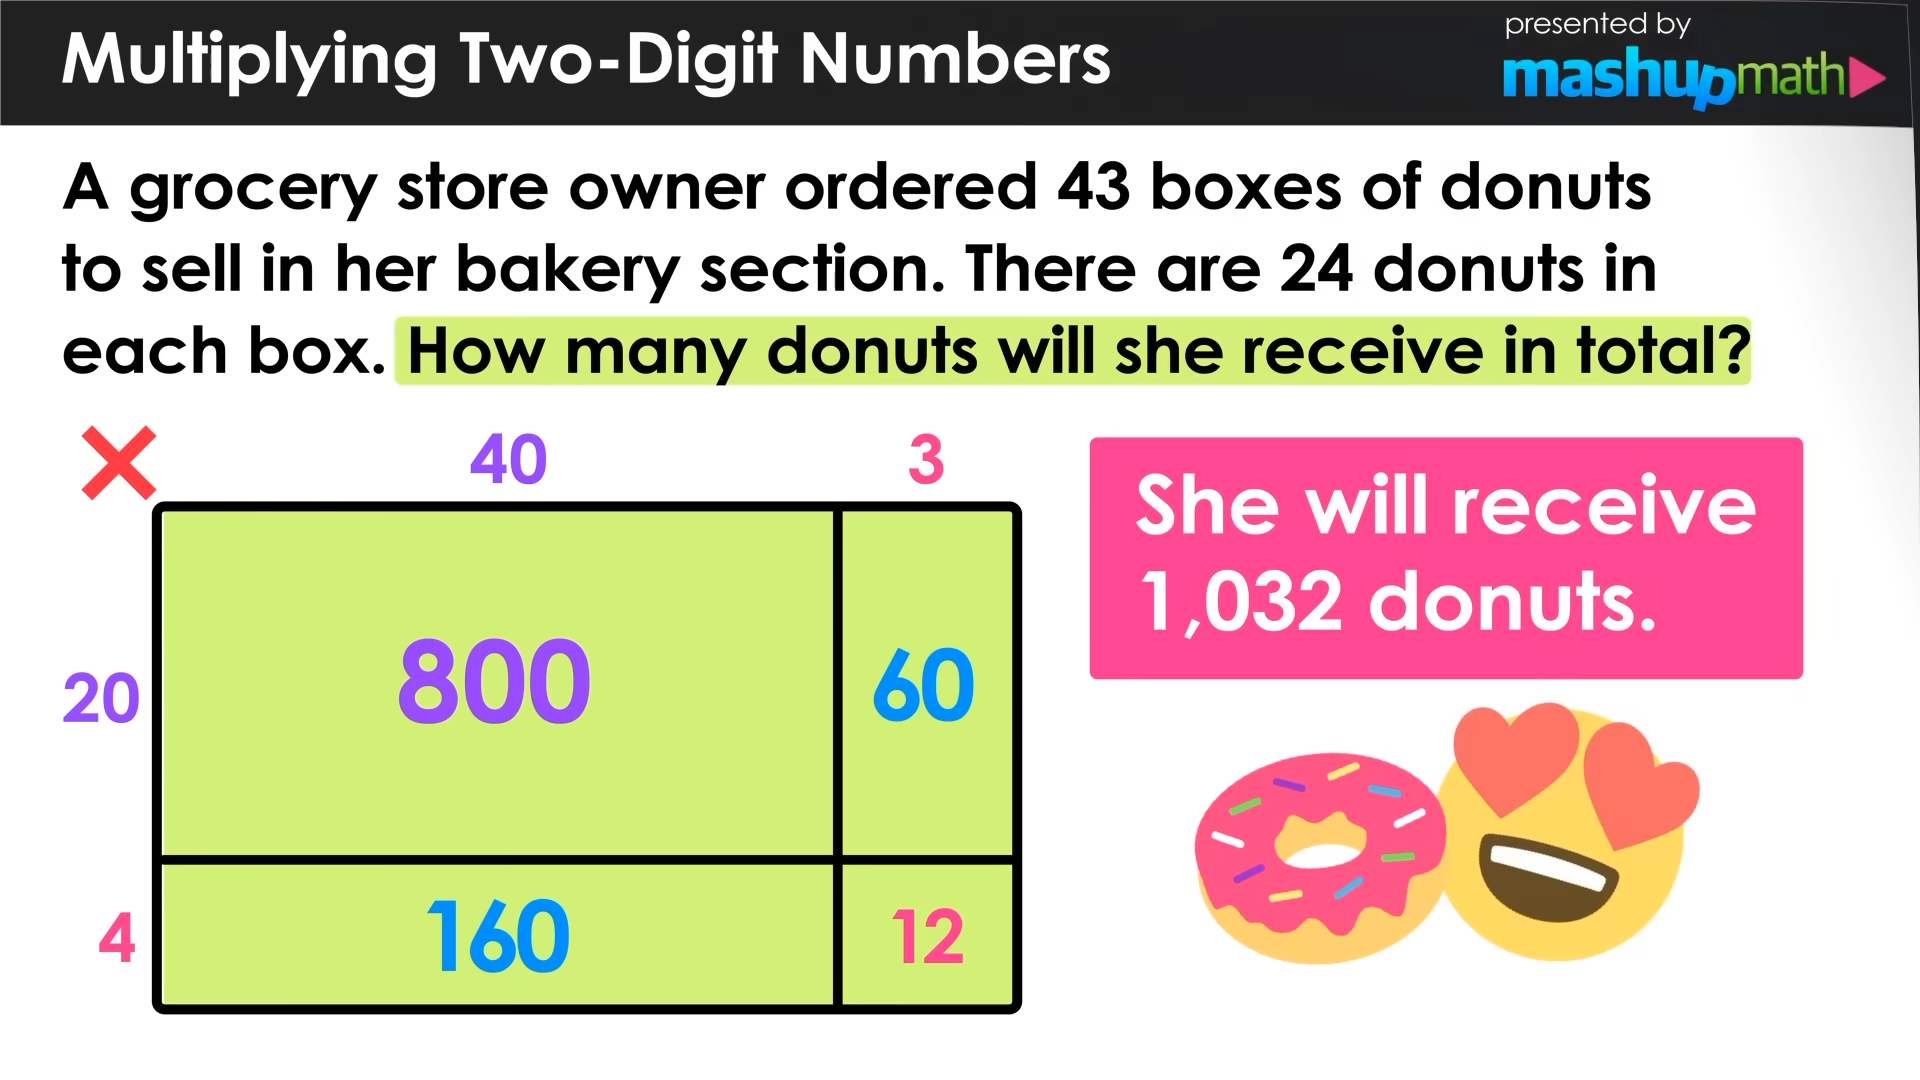 Multiplying Two-Digit Numbers
presented by
mashupmath
A grocery store owner ordered 43 boxes of donuts
to sell in her bakery section. There are 24 donuts in
each box. How many donuts will she receive in total?
40 3
20 800 60
4 160 12
She will receive
1,032 donuts.